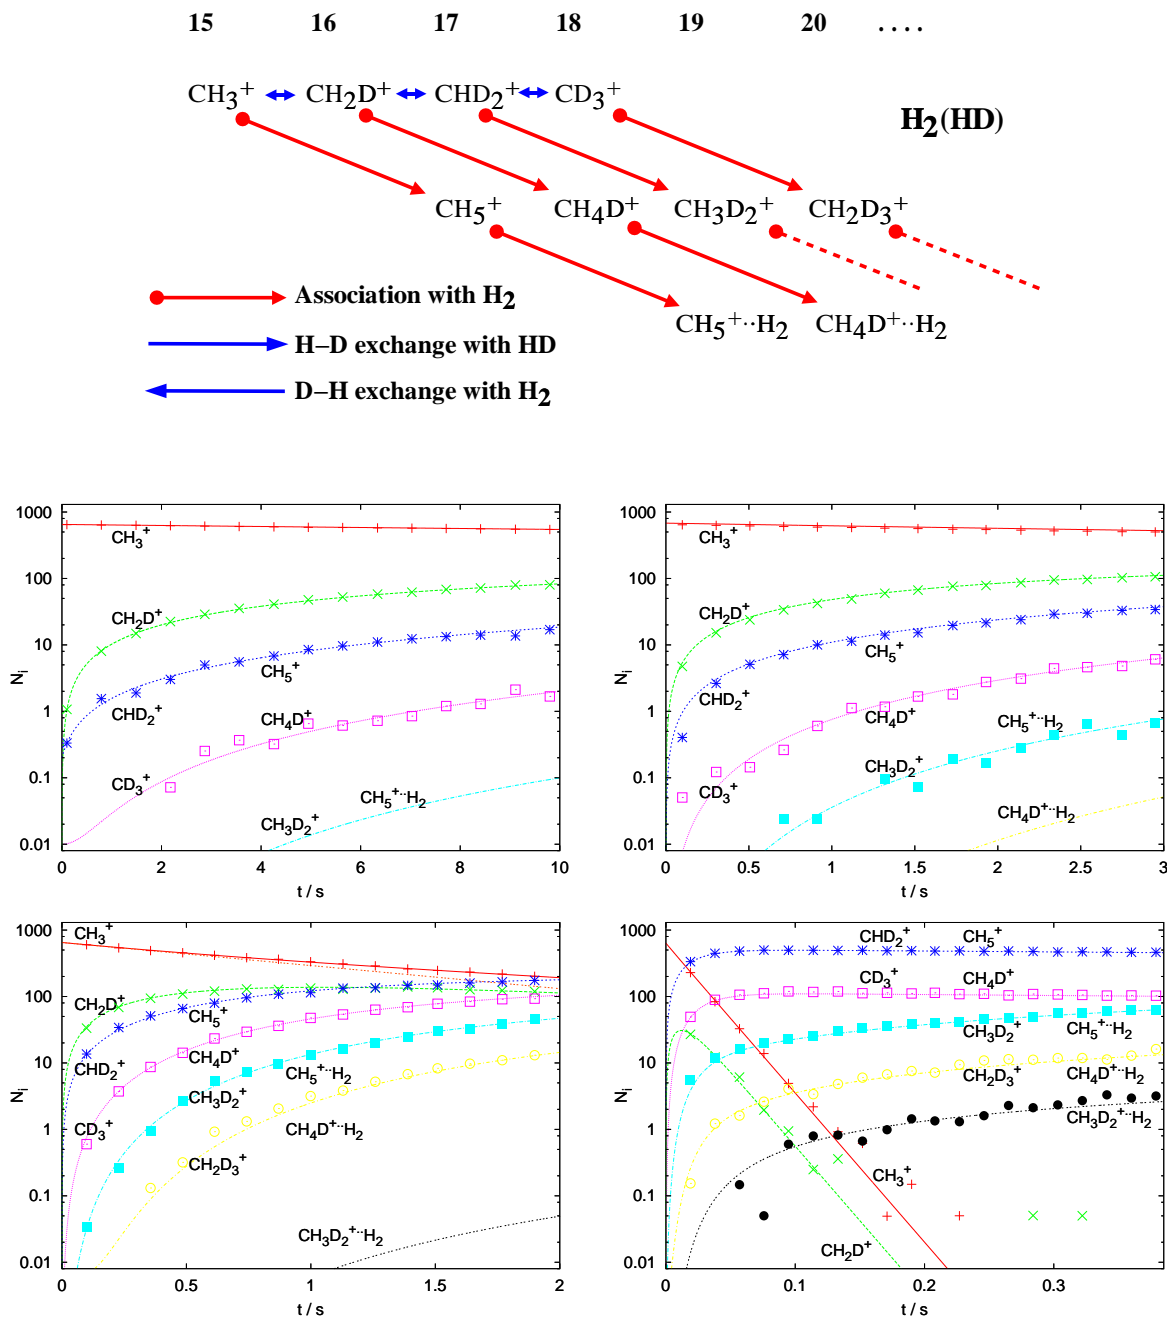 15 16 17 18 19 20 ....
CH3+ CH2D+ CHD2+ CD3+
H2(HD)
CH5+ CH4D+ CH3D2+ CH2D3+
Association with H2
CH5+··H2 CH4D+··H2
H–D exchange with HD
D–H exchange with H2
1000
100
10
1
0.1
0.01
Ni
CH3+
CH2D+
CH5+
CHD2+
CH4D+
CD3+
CH5+··H2
CH3D2+
0 2 4 6 8 10
t / s
1000
100
10
1
0.1
0.01
Ni
CH3+
CH2D+
CH5+
CHD2+
CH4D+
CH5+··H2
CH3D2+
CD3+
CH4D+··H2
0 0.5 1 1.5 2 2.5 3
t / s
1000
100
10
1
0.1
0.01
Ni
CH3+
CH2D+
CH5+
CHD2+
CH4D+
CH5+··H2
CH3D2+
CD3+
CH4D+··H2
CH2D3+
CH3D2+··H2
0 0.5 1 1.5 2
t / s
1000
100
10
1
0.1
0.01
Ni
CHD2+ CH5+
CD3+ CH4D+
CH3D2+ CH5+··H2
CH2D3+ CH4D+··H2
CH3D2+··H2
CH3+
CH2D+
0 0.1 0.2 0.3
t / s